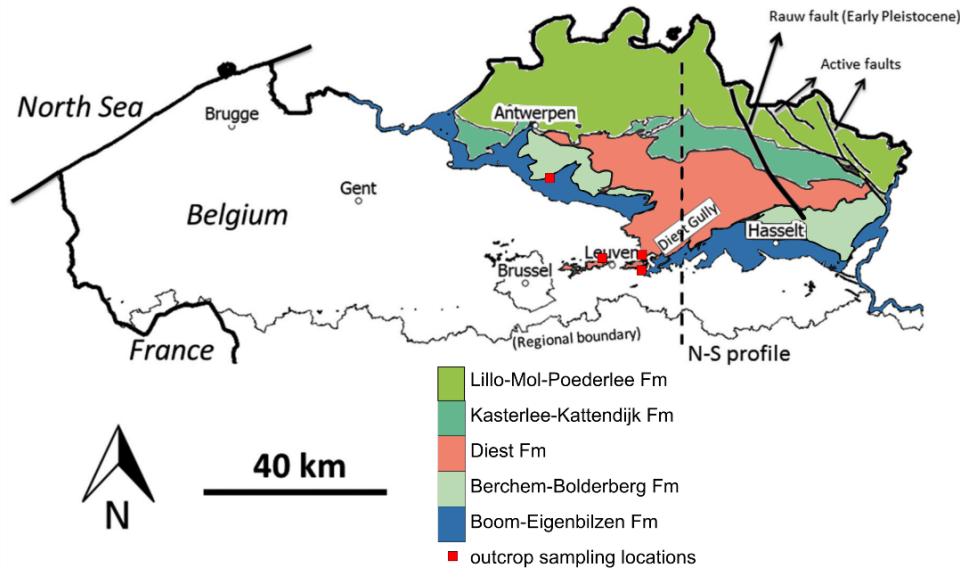 Rauw fault (Early Pleistocene)
Active faults
North Sea
Brugge
Antwerpen
Gent
Belgium
Diest Gully
Hasselt
Leuven
Brussel
(Regional boundary)
France
N-S profile
Lillo-Mol-Poederlee Fm
Kasterlee-Kattendijk Fm
Diest Fm
Berchem-Bolderberg Fm
Boom-Eigenbilzen Fm
outcrop sampling locations
40 km
N